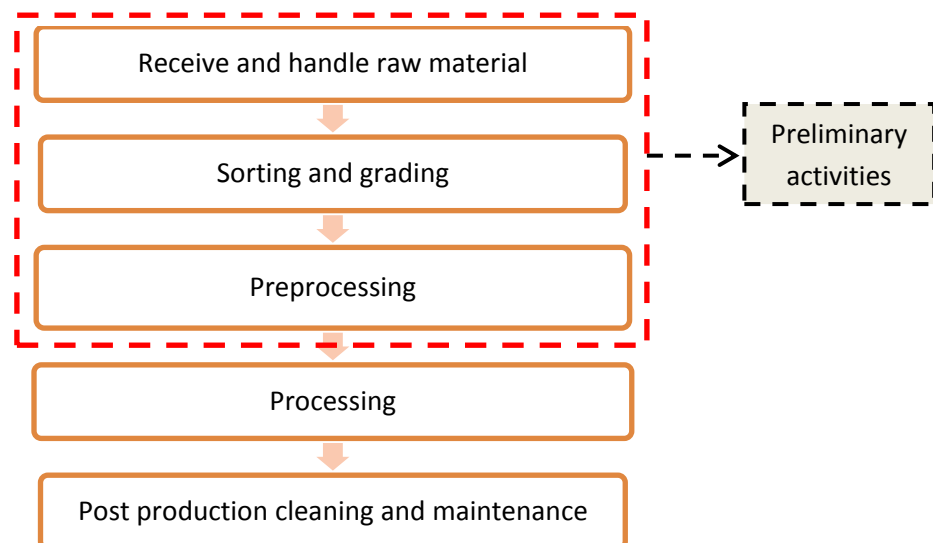 Receive and handle raw material
Sorting and grading
Preliminary
activities
Preprocessing
Processing
Post production cleaning and maintenance